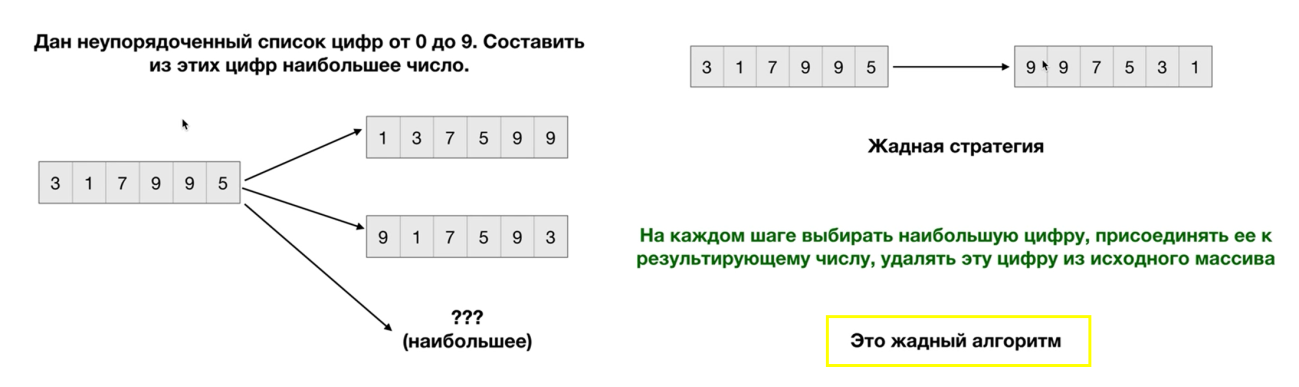 Дан неупорядоченный список цифр от 0 до 9. Составить
из этих цифр наибольшее число.
3 1 7 9 9 5
1 3 7 5 9 9
9 1 7 5 9 3
???
(наибольшее)
3 1 7 9 9 5
9 9 7 5 3 1
Жадная стратегия
На каждом шаге выбирать наибольшую цифру, присоединять ее к
результирующему числу, удалять эту цифру из исходного массива
Это жадный алгоритм